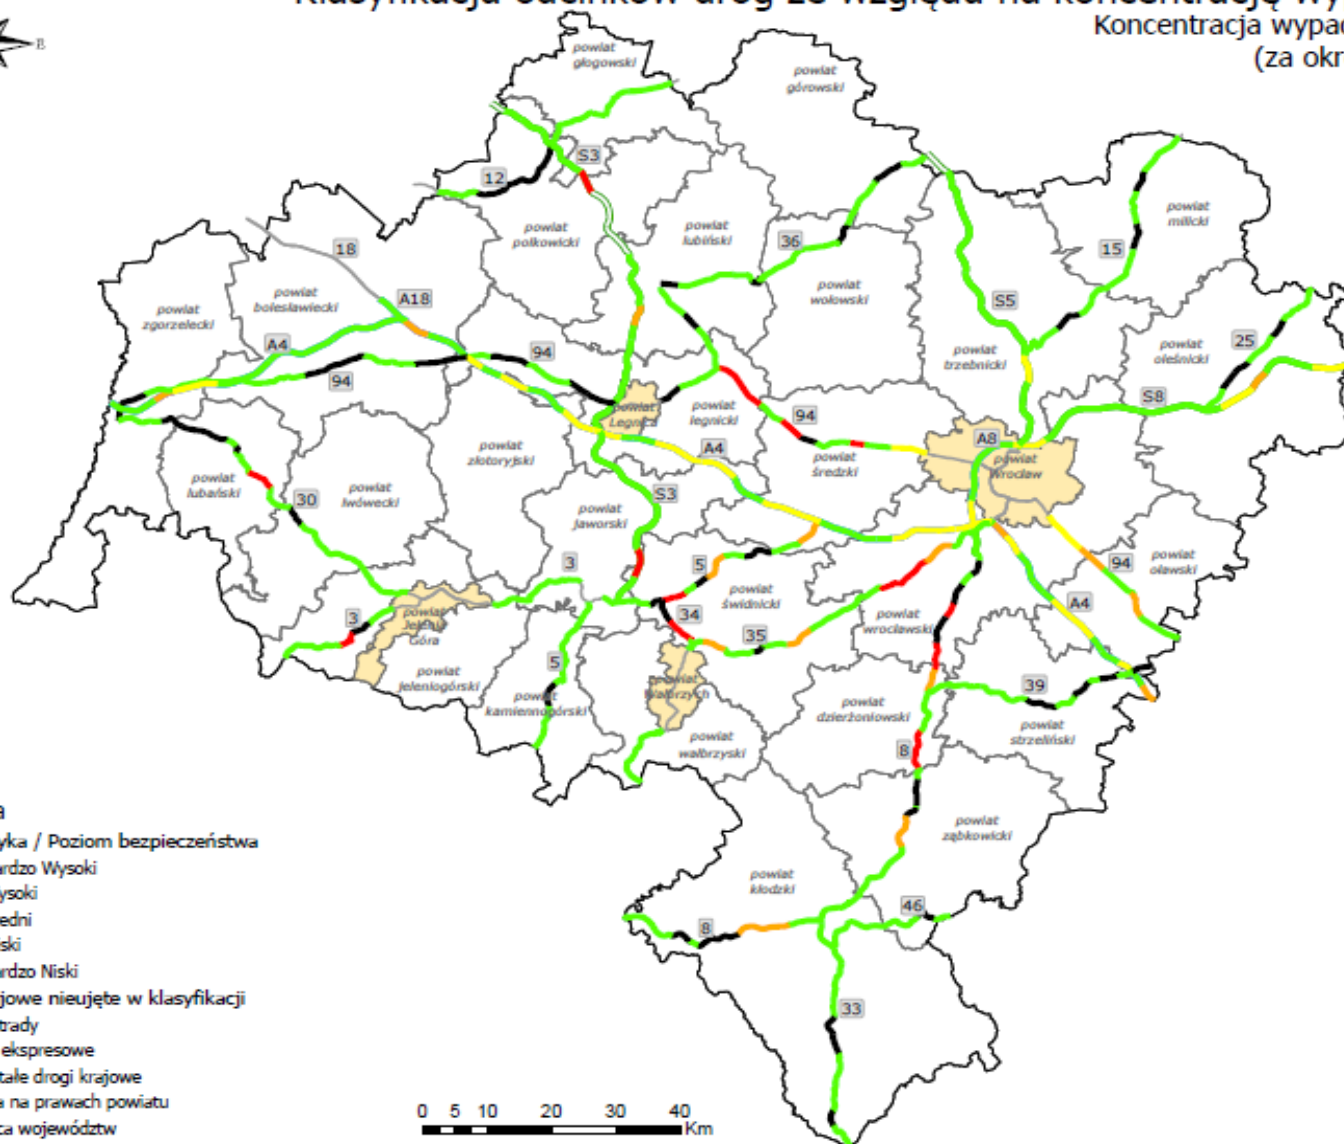 Koncentracja wypad
(za okr
E
powiat
głogowski
powiat
górowski
S3
12
powiat
milicki
18
powiat
polkowicki
powiat
lubiński
36
15
powiat
zgorzelecki
powiat
bolesławiecki
A18
powiat
wołowski
S5
A4
94
94
powiat
trzebnicki
powiat
oleśnicki
25
S8
powiat
Legnica
powiat
legnicki
94
A8
powiat
złotoryjski
A4
powiat
średzki
powiat
Wrocław
powiat
lubański
30
powiat
lwówecki
S3
powiat
jaworski
3
5
94
powiat
oławski
powiat
świdnicki
A4
3
powiat
Jelenia
Góra
34
35
powiat
wrocławski
powiat
jeleniogórski
5
powiat
kamiennogórski
powiat
Wałbrzych
39
powiat
dzierżoniowski
powiat
strzeliński
powiat
wałbrzyski
8
powiat
ząbkowicki
powiat
kłodzki
46
8
33
a
yka / Poziom bezpieczeństwa
ardzo Wysoki
ysoki
edni
ski
ardzo Niski
jowe nieujęte w klasyfikacji
trady
ekspresowe
tałe drogi krajowe
a na prawach powiatu
ca województw
0 5 10 20 30 40
Km